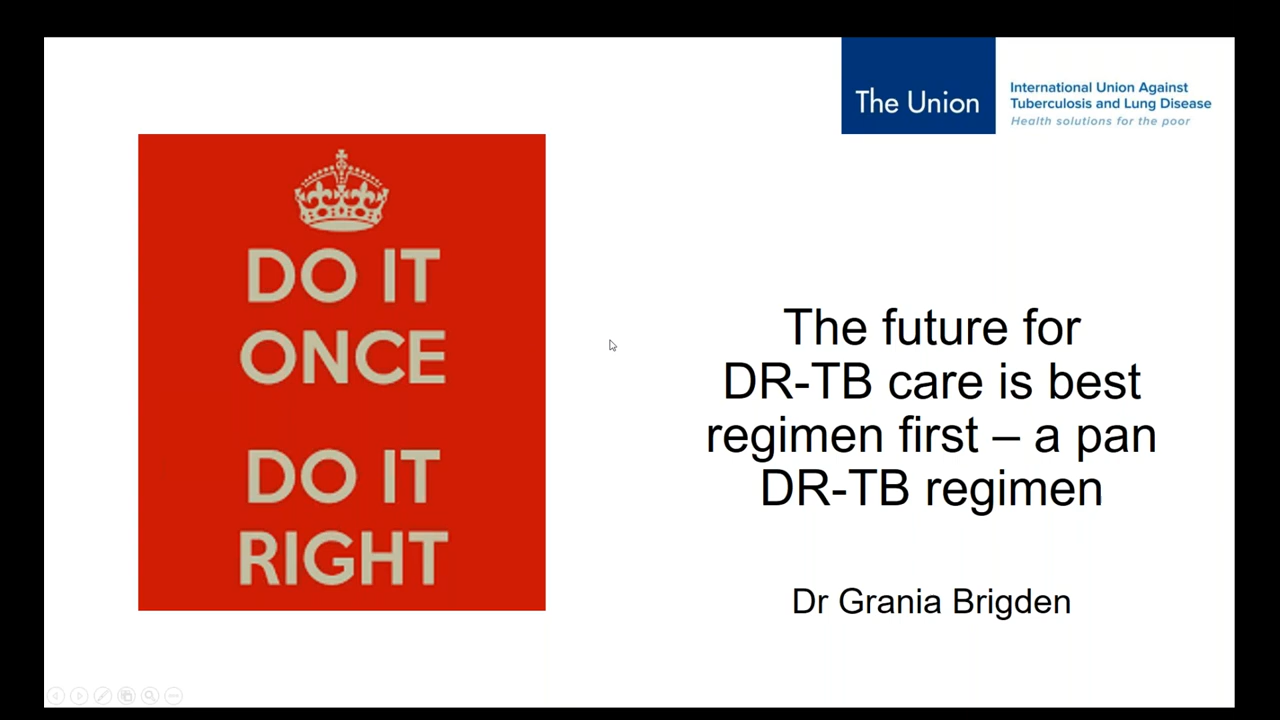 The Union
International Union Against
Tuberculosis and Lung Disease
Health solutions for the poor
DO IT
ONCE
DO IT
RIGHT
The future for
DR-TB care is best
regimen first – a pan
DR-TB regimen
Dr Grania Brigden